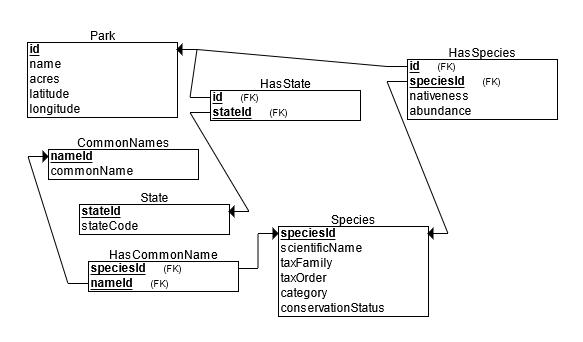 Park
id
name
acres
latitude
longitude
HasSpecies
id (FK)
speciesId (FK)
nativeness
abundance
HasState
id (FK)
stateId (FK)
CommonNames
nameId
commonName
State
stateId
stateCode
Species
speciesId
scientificName
taxFamily
taxOrder
category
conservationStatus
HasCommonName
speciesId (FK)
nameId (FK)